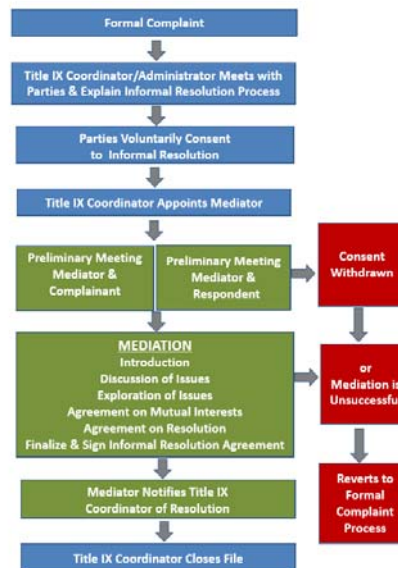 Formal Complaint
Title IX Coordinator/Administrator Meets with
Parties & Explain Informal Resolution Process
Parties Voluntarily Consent
to Informal Resolution
Title IX Coordinator Appoints Mediator
Preliminary Meeting
Mediator &
Complainant
Preliminary Meeting
Mediator &
Respondent
Consent
Withdrawn
MEDIATION
Introduction
Discussion of Issues
Exploration of Issues
Agreement on Mutual Interests
Agreement on Resolution
Finalize & Sign Informal Resolution Agreement
or
Mediation is
Unsuccessful
Mediator Notifies Title IX
Coordinator of Resolution
Reverts to
Formal
Complaint
Process
Title IX Coordinator Closes File